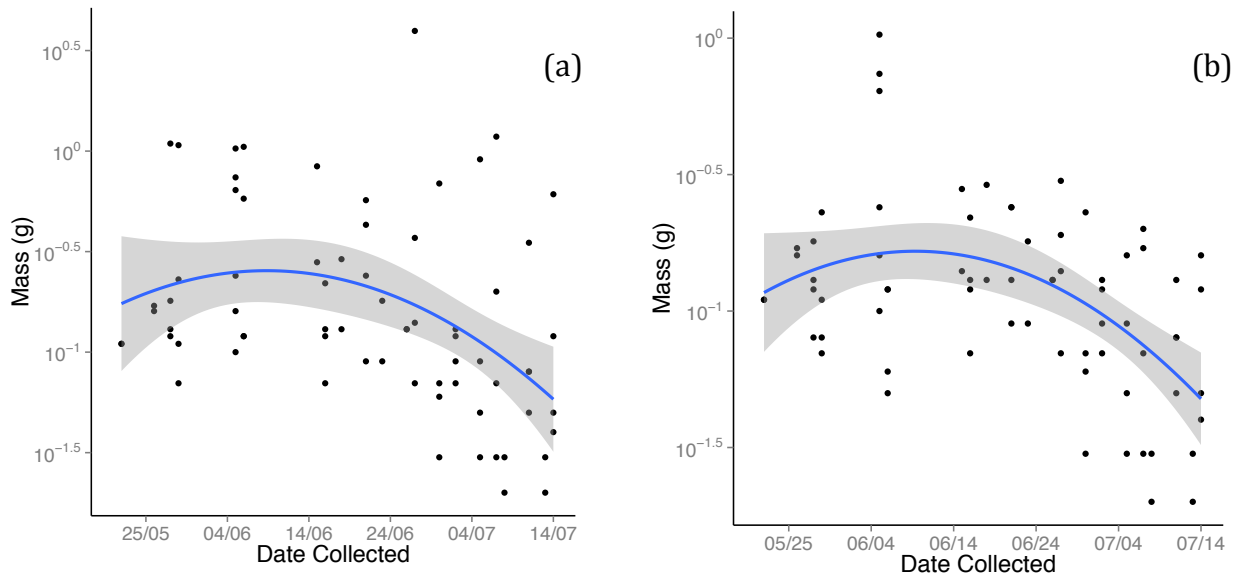 (a)
10^0.5
10^0
10^−0.5
10^−1
10^−1.5
Mass (g)
25/05 04/06 14/06 24/06 04/07 14/07
Date Collected
(b)
10^0
10^−0.5
10^−1
10^−1.5
Mass (g)
05/25 06/04 06/14 06/24 07/04 07/14
Date Collected